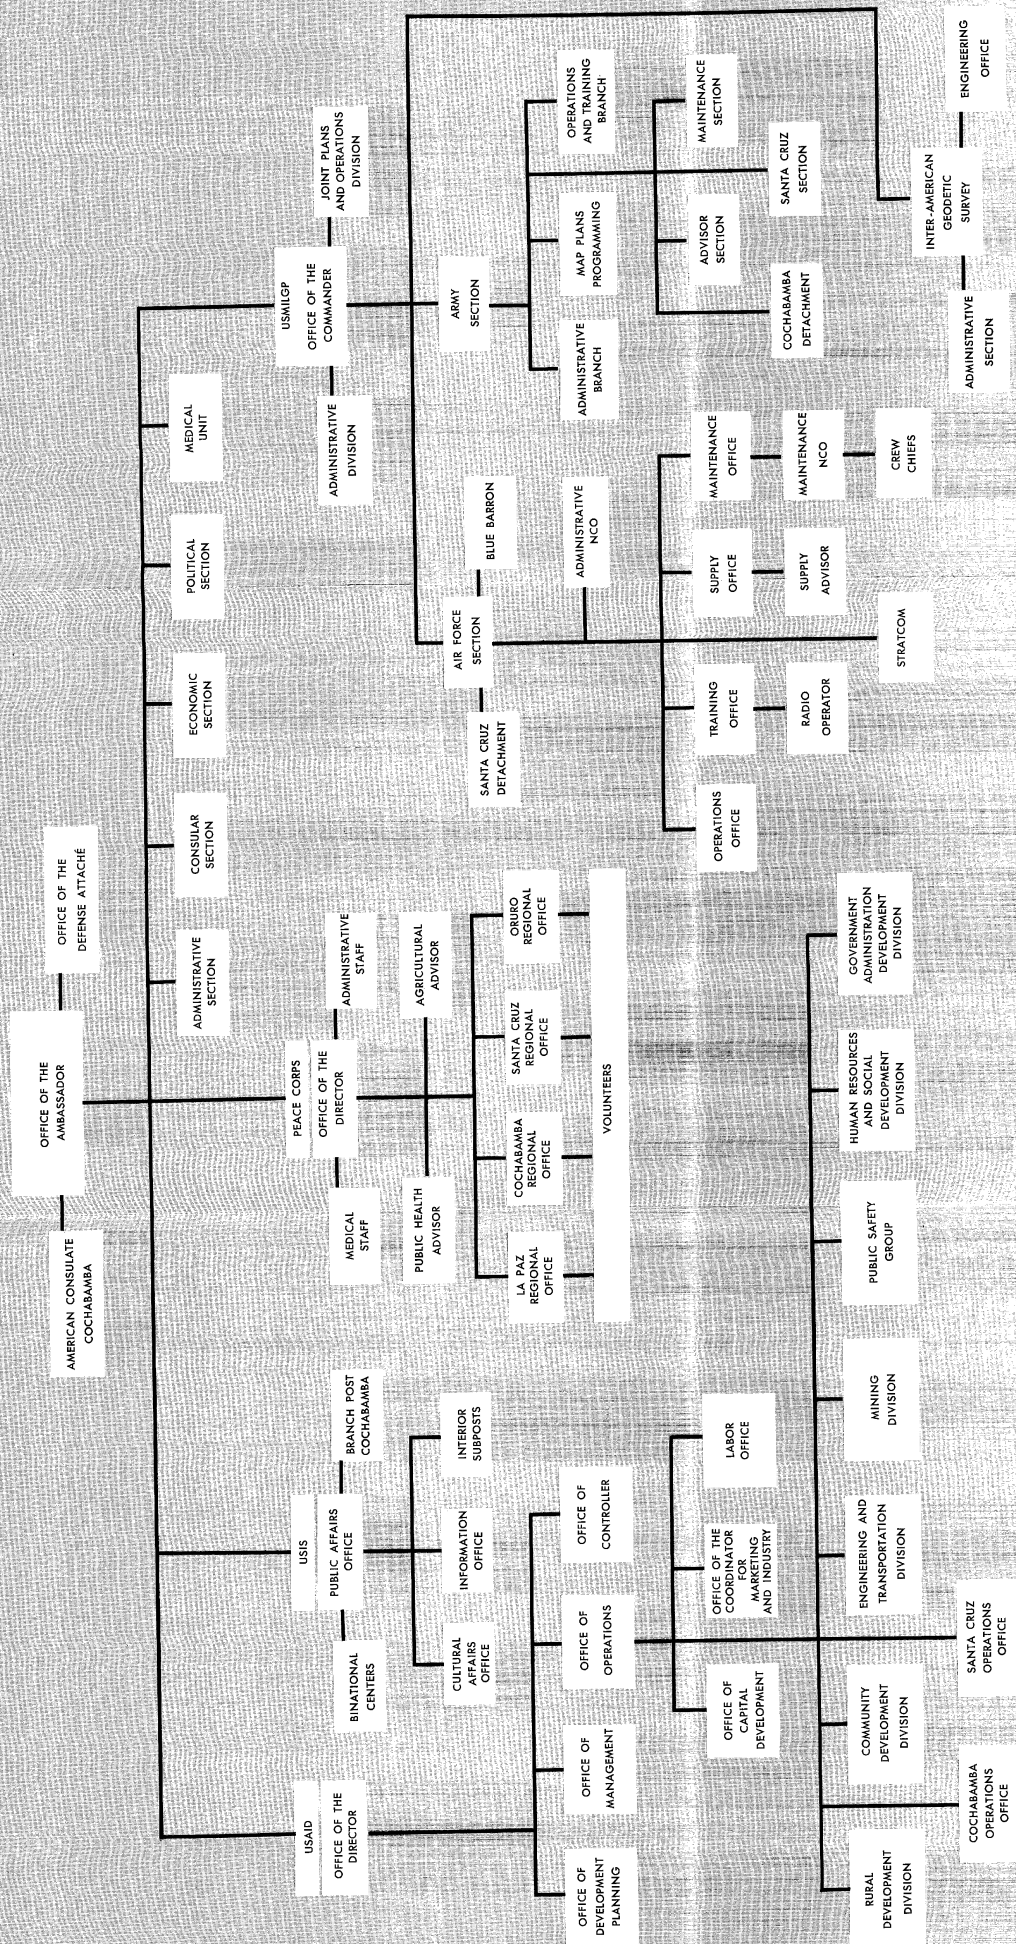 OFFICE OF THE
AMBASSADOR
AMERICAN CONSULATE
COCHABAMBA
OFFICE OF THE
DEFENSE ATTACHÉ
ADMINISTRATIVE
SECTION
CONSULAR
SECTION
ECONOMIC
SECTION
POLITICAL
SECTION
MEDICAL
UNIT
USAID
OFFICE OF THE
DIRECTOR
USIS
PUBLIC AFFAIRS
OFFICE
BINATIONAL
CENTERS
BRANCH POST
COCHABAMBA
PEACE CORPS
OFFICE OF THE
DIRECTOR
MEDICAL
STAFF
ADMINISTRATIVE
STAFF
USMILGP
OFFICE OF THE
COMMANDER
ADMINISTRATIVE
DIVISION
JOINT PLANS
AND OPERATIONS
DIVISION
CULTURAL
AFFAIRS
OFFICE
INFORMATION
OFFICE
INTERIOR
SUBPOSTS
PUBLIC HEALTH
ADVISOR
AGRICULTURAL
ADVISOR
LA PAZ
REGIONAL
OFFICE
COCHABAMBA
REGIONAL
OFFICE
SANTA CRUZ
REGIONAL
OFFICE
ORURO
REGIONAL
OFFICE
VOLUNTEERS
SANTA CRUZ
DETACHMENT
AIR FORCE
SECTION
BLUE BARRON
ADMINISTRATIVE
NCO
ARMY
SECTION
ADMINISTRATIVE
BRANCH
MAP PLANS
PROGRAMMING
OPERATIONS
AND TRAINING
BRANCH
OFFICE OF
DEVELOPMENT
PLANNING
OFFICE OF
MANAGEMENT
OFFICE OF
OPERATIONS
OFFICE OF
CONTROLLER
OFFICE OF
CAPITAL
DEVELOPMENT
OFFICE OF THE
COORDINATOR
FOR
MARKETING
AND INDUSTRY
LABOR
OFFICE
OPERATIONS
OFFICE
TRAINING
OFFICE
SUPPLY
OFFICE
MAINTENANCE
OFFICE
RADIO
OPERATOR
SUPPLY
ADVISOR
MAINTENANCE
NCO
STRATCOM
CREW
CHIEFS
ADVISOR
SECTION
MAINTENANCE
SECTION
COCHABAMBA
DETACHMENT
SANTA CRUZ
SECTION
RURAL
DEVELOPMENT
DIVISION
COMMUNITY
DEVELOPMENT
DIVISION
ENGINEERING AND
TRANSPORTATION
DIVISION
MINING
DIVISION
PUBLIC SAFETY
GROUP
HUMAN RESOURCES
AND SOCIAL
DEVELOPMENT
DIVISION
GOVERNMENT
ADMINISTRATION
DEVELOPMENT
DIVISION
COCHABAMBA
OPERATIONS
OFFICE
SANTA CRUZ
OPERATIONS
OFFICE
ADMINISTRATIVE
SECTION
INTER-AMERICAN
GEODETIC
SURVEY
ENGINEERING
OFFICE